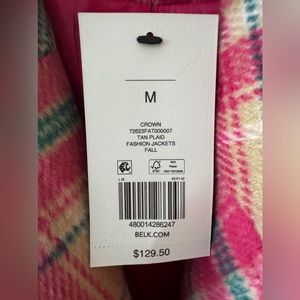 M
CROWN
72623FAT000007
TAN PLAID
FASHION JACKETS
FALL
FSC
480014286247
BELK.COM
$129.50